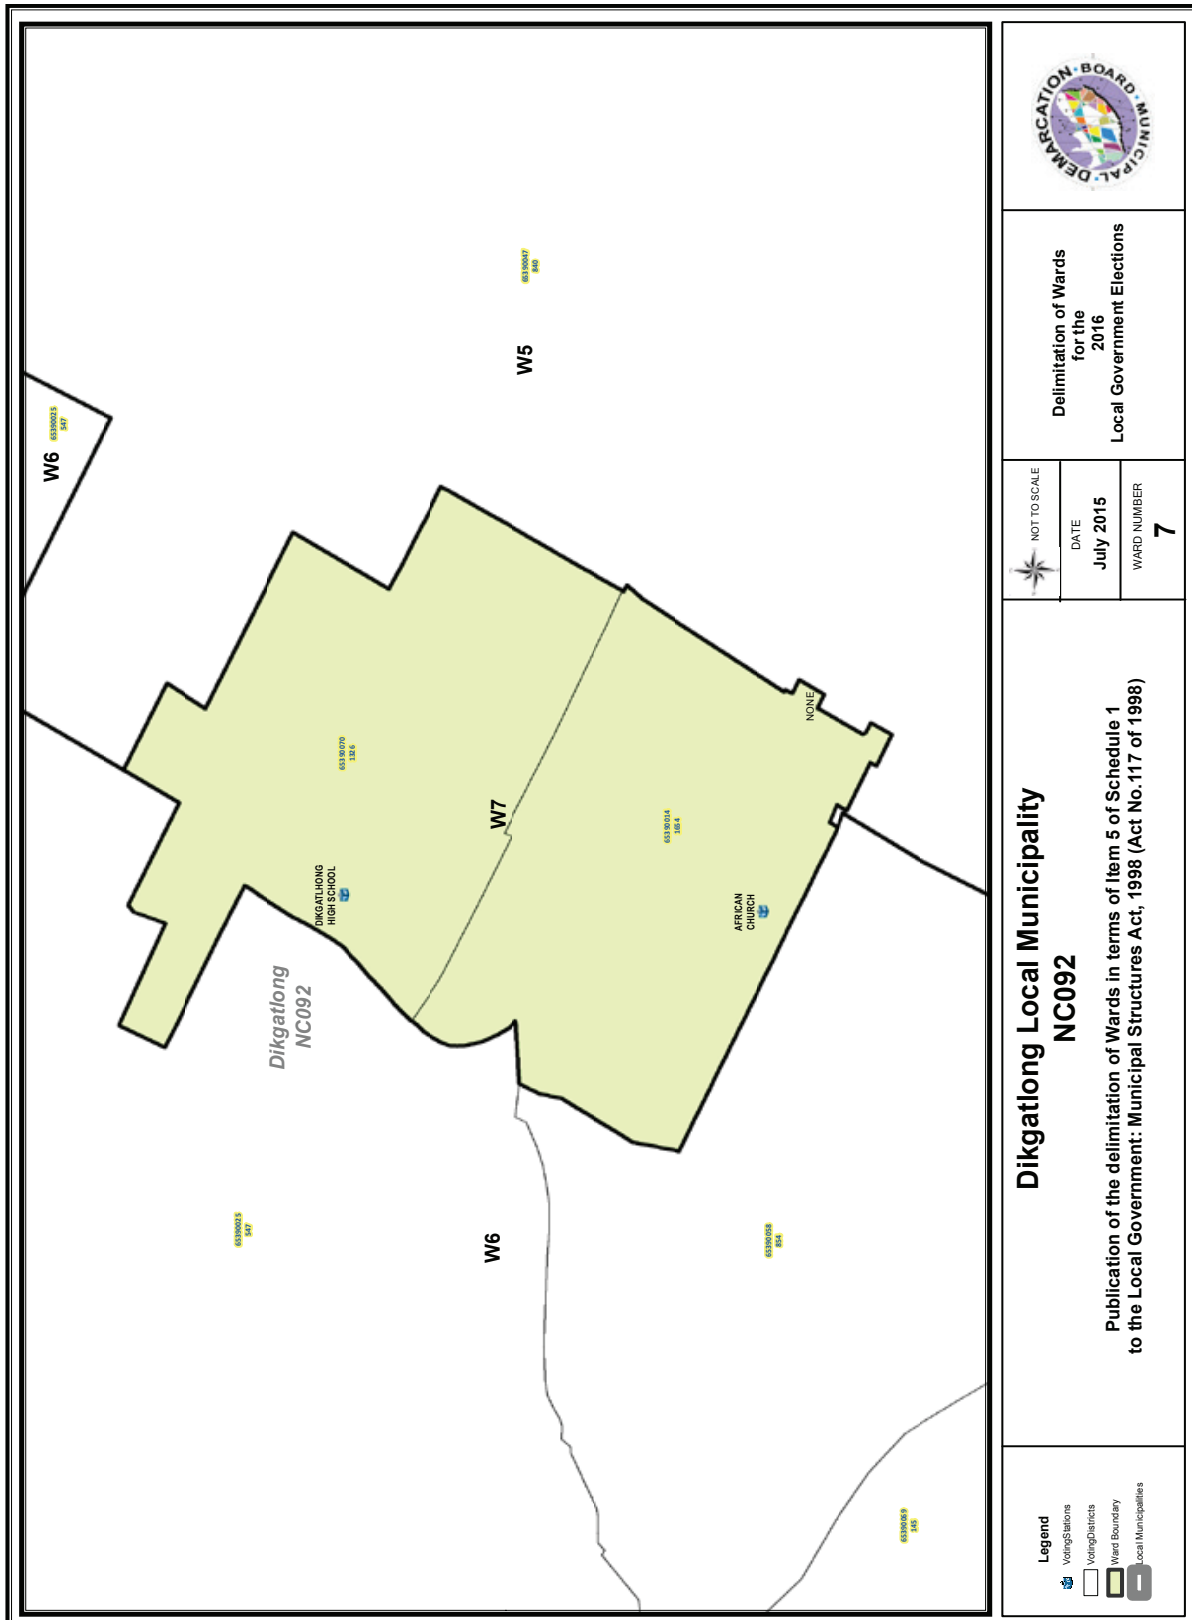 65390025
547
W6
65390047
840
W5
65390070
1326
DIKGATLHONG
HIGH SCHOOL
W7
65390014
1654
NONE
AFRICAN
CHURCH
Dikgatlong
NC092
65390025
547
W6
65390058
854
65390069
145
Legend
VotingStations
VotingDistricts
Ward Boundary
Local Municipalities
Dikgatlong Local Municipality
NC092
Publication of the delimitation of Wards in terms of Item 5 of Schedule 1
to the Local Government: Municipal Structures Act, 1998 (Act No.117 of 1998)
NOT TO SCALE
DATE
July 2015
WARD NUMBER
7
Delimitation of Wards
for the
2016
Local Government Elections
MUNICIPAL · DEMARCATION · BOARD ·